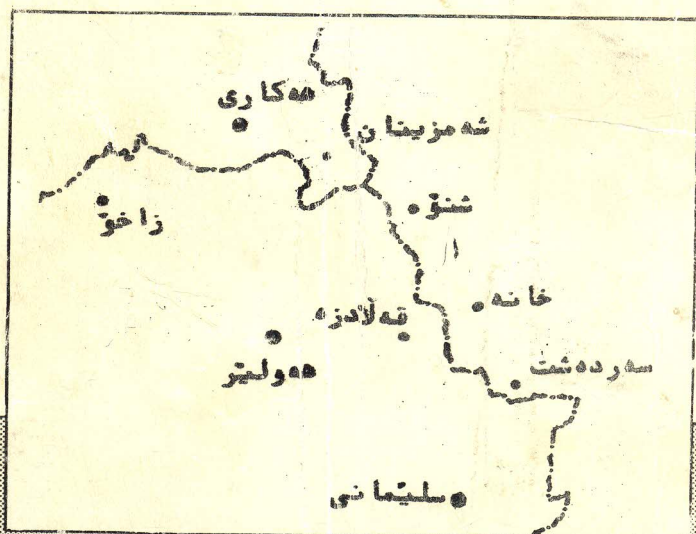 هەکاری
شەمزینان
زاخۆ
شنۆ
خانە
قەڵادزە
هەولێر
سەردەشت
سلێمانی